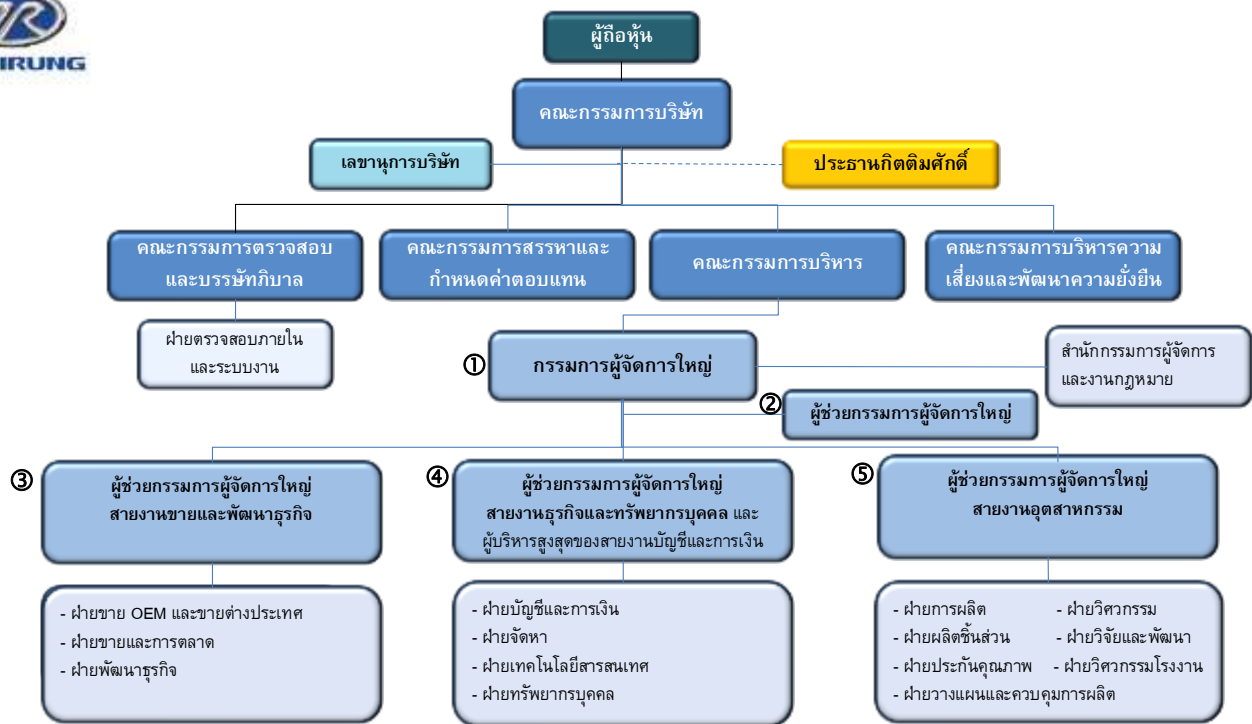 IRUNG
ผู้ถือหุ้น
คณะกรรมการบริษัท
เลขานุการบริษัท
ประธานกิตติมศักดิ์
คณะกรรมการตรวจสอบ
และบรรษัทภิบาล
คณะกรรมการสรรหาและ
กำหนดค่าตอบแทน
คณะกรรมการบริหาร
คณะกรรมการบริหารความ
เสี่ยงและพัฒนาความยั่งยืน
ฝ่ายตรวจสอบภายใน
และระบบงาน
① กรรมการผู้จัดการใหญ่
สำนักกรรมการผู้จัดการ
และงานกฎหมาย
② ผู้ช่วยกรรมการผู้จัดการใหญ่
③ ผู้ช่วยกรรมการผู้จัดการใหญ่
สายงานขายและพัฒนาธุรกิจ
④ ผู้ช่วยกรรมการผู้จัดการใหญ่
สายงานธุรกิจและทรัพยากรบุคคล และ
ผู้บริหารสูงสุดของสายงานบัญชีและการเงิน
⑤ ผู้ช่วยกรรมการผู้จัดการใหญ่
สายงานอุตสาหกรรม
- ฝ่ายขาย OEM และขายต่างประเทศ
- ฝ่ายขายและการตลาด
- ฝ่ายพัฒนาธุรกิจ
- ฝ่ายบัญชีและการเงิน
- ฝ่ายจัดหา
- ฝ่ายเทคโนโลยีสารสนเทศ
- ฝ่ายทรัพยากรบุคคล
- ฝ่ายการผลิต - ฝ่ายวิศวกรรม
- ฝ่ายผลิตชิ้นส่วน - ฝ่ายวิจัยและพัฒนา
- ฝ่ายประกันคุณภาพ - ฝ่ายวิศวกรรมโรงงาน
- ฝ่ายวางแผนและควบคุมการผลิต